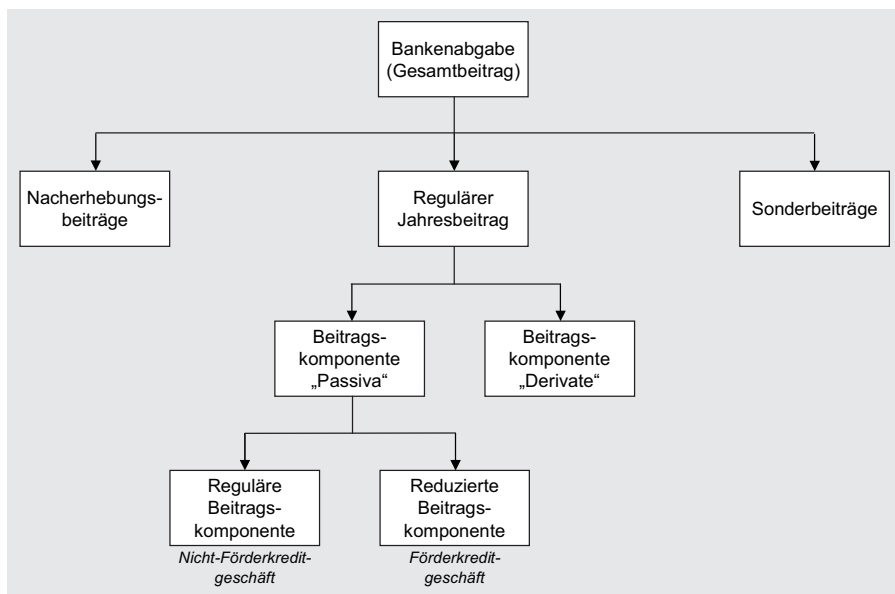 Bankenabgabe
(Gesamtbeitrag)
Nacherhebungs-
beiträge
Regulärer
Jahresbeitrag
Sonderbeiträge
Beitrags-
komponente
„Passiva“
Beitrags-
komponente
„Derivate“
Reguläre
Beitrags-
komponente
Reduzierte
Beitrags-
komponente
Nicht-Förderkredit-
geschäft
Förderkredit-
geschäft